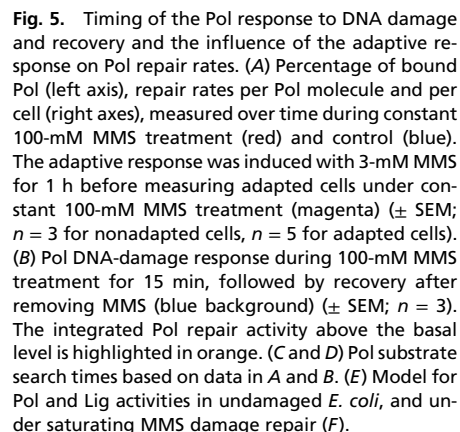 Fig. 5. Timing of the Pol response to DNA damage
and recovery and the influence of the adaptive re-
sponse on Pol repair rates. (A) Percentage of bound
Pol (left axis), repair rates per Pol molecule and per
cell (right axes), measured over time during constant
100-mM MMS treatment (red) and control (blue).
The adaptive response was induced with 3-mM MMS
for 1 h before measuring adapted cells under con-
stant 100-mM MMS treatment (magenta) (± SEM;
n = 3 for nonadapted cells, n = 5 for adapted cells).
(B) Pol DNA-damage response during 100-mM MMS
treatment for 15 min, followed by recovery after
removing MMS (blue background) (± SEM; n = 3).
The integrated Pol repair activity above the basal
level is highlighted in orange. (C and D) Pol substrate
search times based on data in A and B. (E) Model for
Pol and Lig activities in undamaged E. coli, and un-
der saturating MMS damage repair (F).